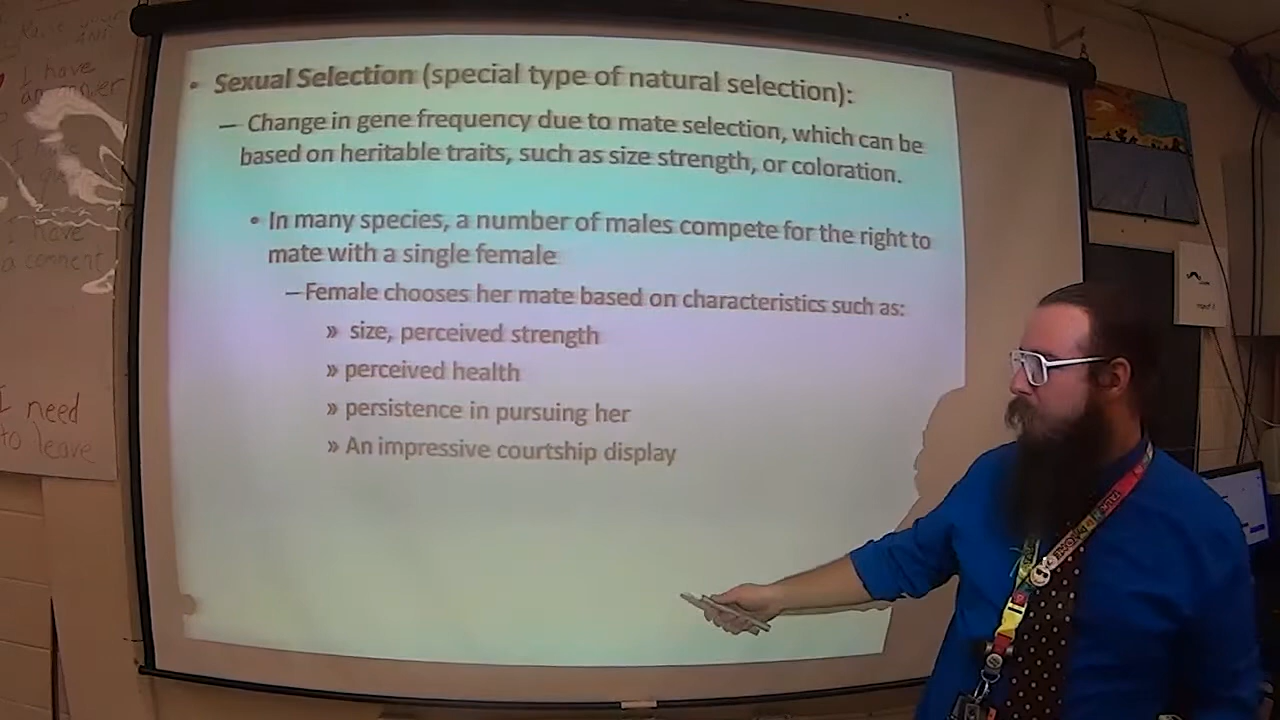 I have
an answer
I have
a comment
I need
to leave
• Sexual Selection (special type of natural selection):
– Change in gene frequency due to mate selection, which can be
based on heritable traits, such as size strength, or coloration.
• In many species, a number of males compete for the right to
mate with a single female
– Female chooses her mate based on characteristics such as:
» size, perceived strength
» perceived health
» persistence in pursuing her
» An impressive courtship display